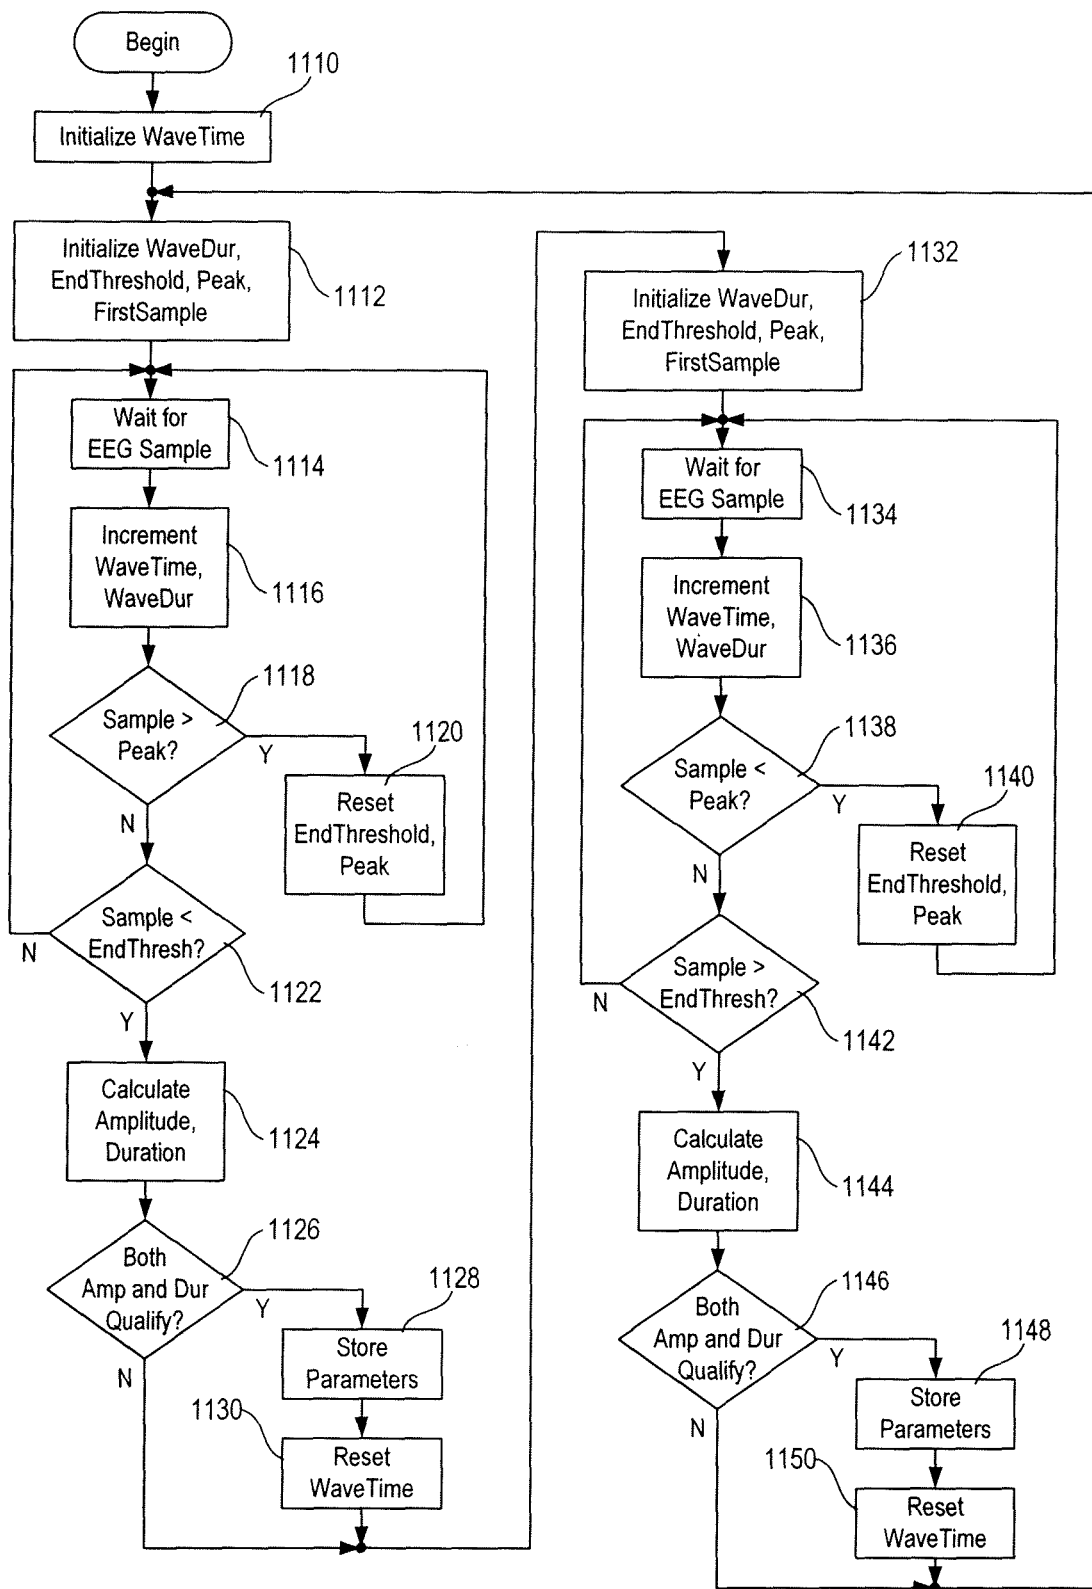 Begin
1110
Initialize WaveTime
Initialize WaveDur,
EndThreshold, Peak,
FirstSample
1112
Wait for
EEG Sample
1114
Increment
WaveTime,
WaveDur
1116
Sample >
Peak?
1118
Y
N
1120
Reset
EndThreshold,
Peak
Sample <
EndThresh?
1122
N
Y
Calculate
Amplitude,
Duration
1124
Both
Amp and Dur
Qualify?
1126
Y
N
1128
Store
Parameters
1130
Reset
WaveTime
1132
Initialize WaveDur,
EndThreshold, Peak,
FirstSample
Wait for
EEG Sample
1134
Increment
WaveTime,
WaveDur
1136
Sample <
Peak?
1138
Y
N
1140
Reset
EndThreshold,
Peak
Sample >
EndThresh?
1142
N
Y
Calculate
Amplitude,
Duration
1144
Both
Amp and Dur
Qualify?
1146
Y
N
1148
Store
Parameters
1150
Reset
WaveTime